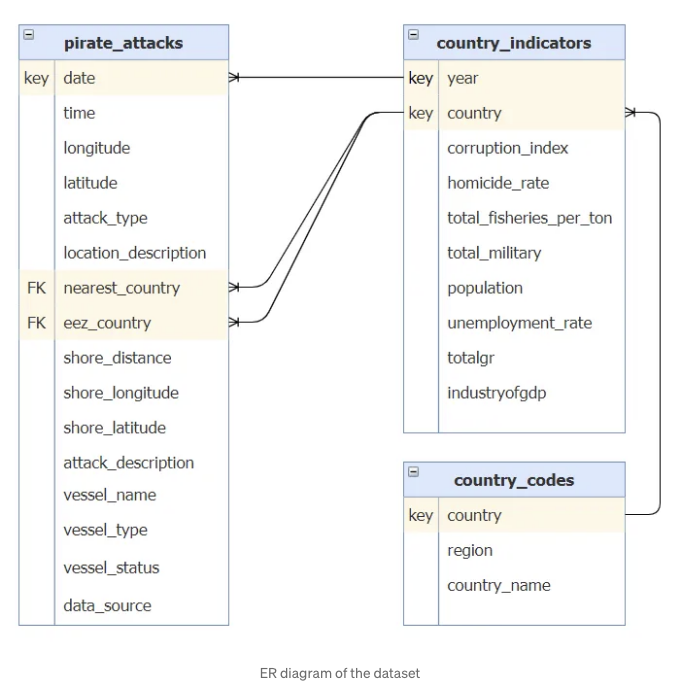 pirate_attacks
key date
time
longitude
latitude
attack_type
location_description
FK nearest_country
FK eez_country
shore_distance
shore_longitude
shore_latitude
attack_description
vessel_name
vessel_type
vessel_status
data_source
country_indicators
key year
key country
corruption_index
homicide_rate
total_fisheries_per_ton
total_military
population
unemployment_rate
totalgr
industryofgdp
country_codes
key country
region
country_name
ER diagram of the dataset